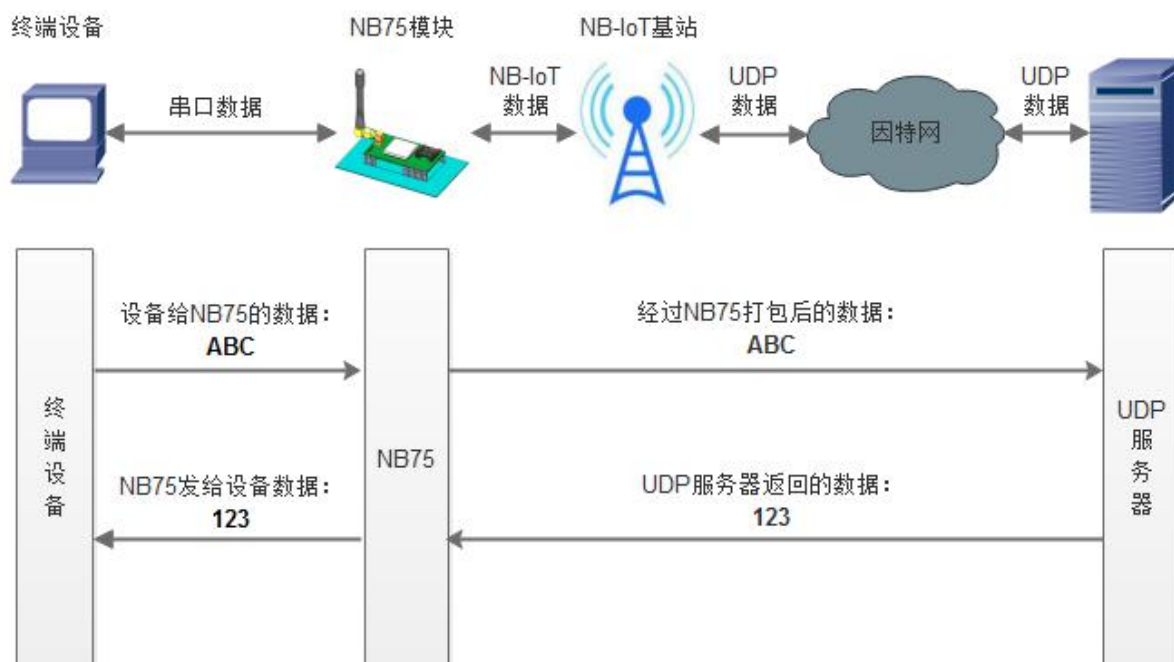 终端设备
NB75模块
NB-IoT基站
串口数据
NB-IoT
数据
UDP
数据
因特网
UDP
数据
设备给NB75的数据：
ABC
经过NB75打包后的数据：
ABC
终端设备
NB75
UDP服务器
NB75发给设备数据：
123
UDP服务器返回的数据：
123